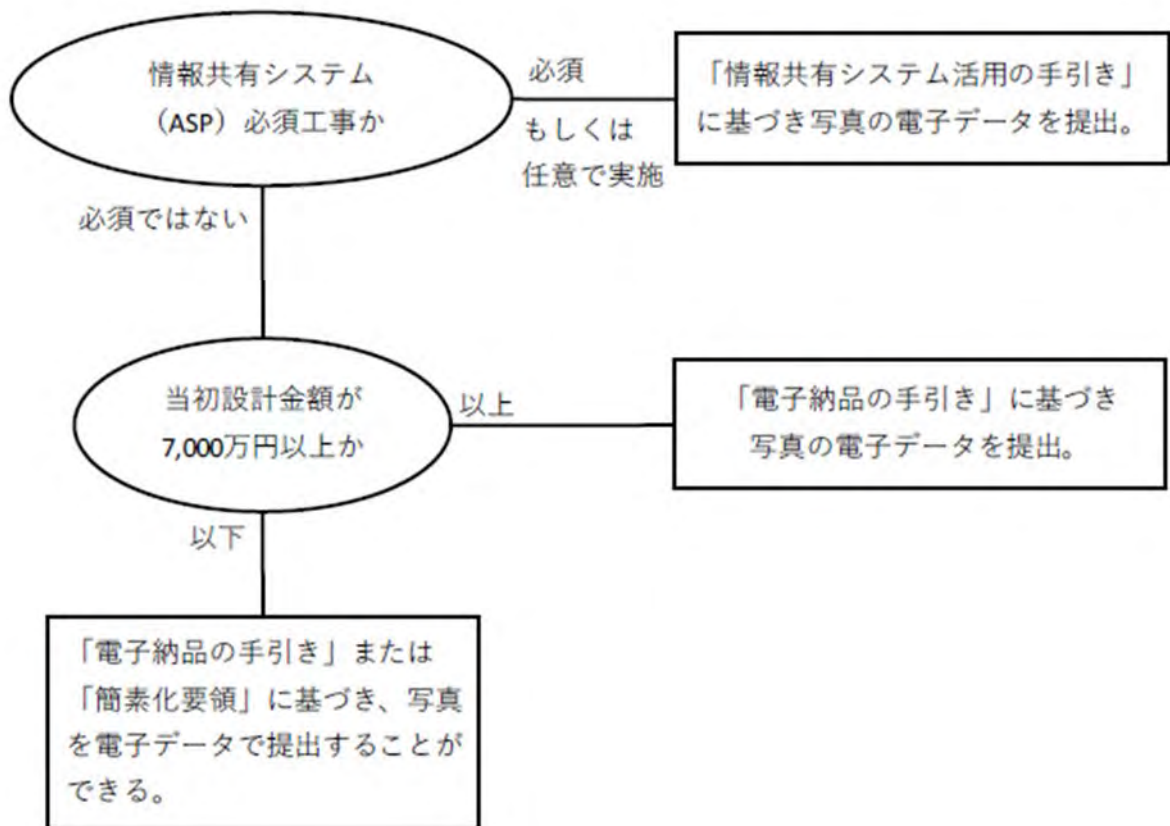 情報共有システム
（ASP）必須工事か
必須
もしくは
任意で実施
「情報共有システム活用の手引き」
に基づき写真の電子データを提出。
必須ではない
当初設計金額が
7,000万円以上か
以上
「電子納品の手引き」に基づき
写真の電子データを提出。
以下
「電子納品の手引き」または
「簡素化要領」に基づき、写真
を電子データで提出することが
できる。